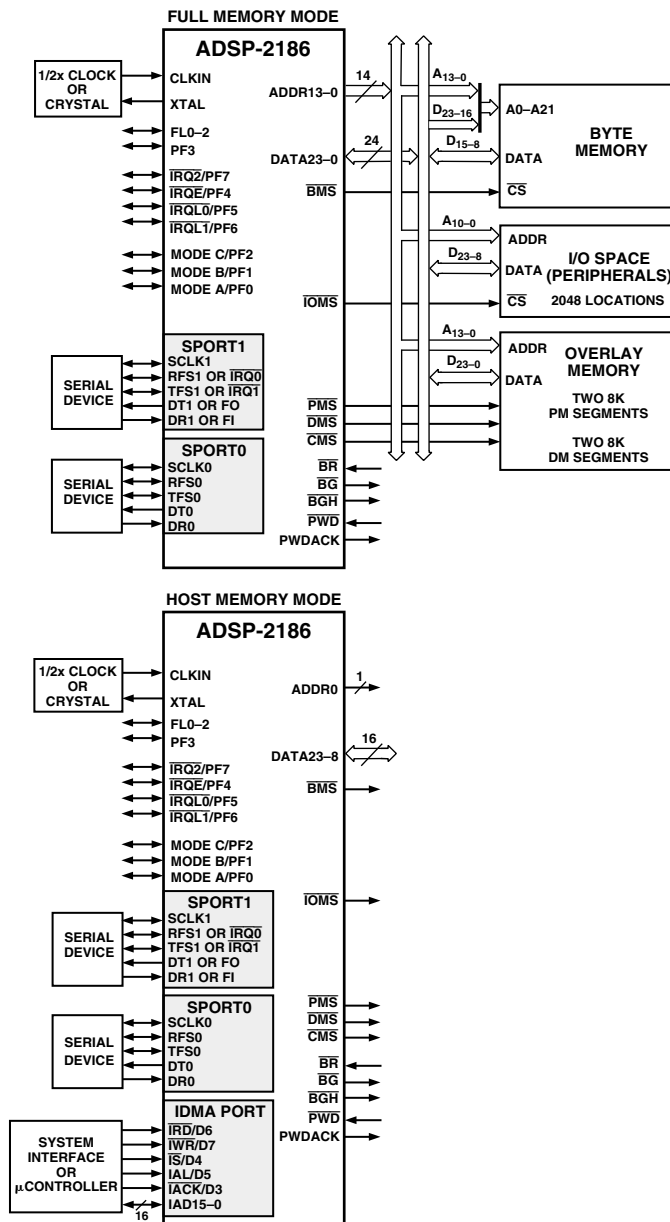 FULL MEMORY MODE
ADSP-2186
1/2x CLOCK
OR
CRYSTAL
CLKIN
XTAL
FL0–2
PF3
IRQ2/PF7
IRQE/PF4
IRQL0/PF5
IRQL1/PF6
MODE C/PF2
MODE B/PF1
MODE A/PF0
SPORT1
SCLK1
RFS1 OR IRQ0
TFS1 OR IRQ1
DT1 OR FO
DR1 OR FI
SERIAL
DEVICE
SPORT0
SCLK0
RFS0
TFS0
DT0
DR0
SERIAL
DEVICE
14
ADDR13–0
24
DATA23–0
BMS
IOMS
PMS
DMS
CMS
BR
BG
BGH
PWD
PWDACK
A13–0
D23–16
A0–A21
D15–8
DATA
CS
BYTE
MEMORY
A10–0
ADDR
D23–8
DATA
CS
I/O SPACE
(PERIPHERALS)
2048 LOCATIONS
A13–0
ADDR
D23–0
DATA
OVERLAY
MEMORY
TWO 8K
PM SEGMENTS
TWO 8K
DM SEGMENTS
HOST MEMORY MODE
ADSP-2186
1/2x CLOCK
OR
CRYSTAL
CLKIN
XTAL
FL0–2
PF3
IRQ2/PF7
IRQE/PF4
IRQL0/PF5
IRQL1/PF6
MODE C/PF2
MODE B/PF1
MODE A/PF0
SPORT1
SCLK1
RFS1 OR IRQ0
TFS1 OR IRQ1
DT1 OR FO
DR1 OR FI
SERIAL
DEVICE
SPORT0
SCLK0
RFS0
TFS0
DT0
DR0
SERIAL
DEVICE
IDMA PORT
IRD/D6
IWR/D7
IS/D4
IAL/D5
IACK/D3
IAD15–0
SYSTEM
INTERFACE
OR
µCONTROLLER
16
1
ADDR0
16
DATA23–8
BMS
IOMS
PMS
DMS
CMS
BR
BG
BGH
PWD
PWDACK